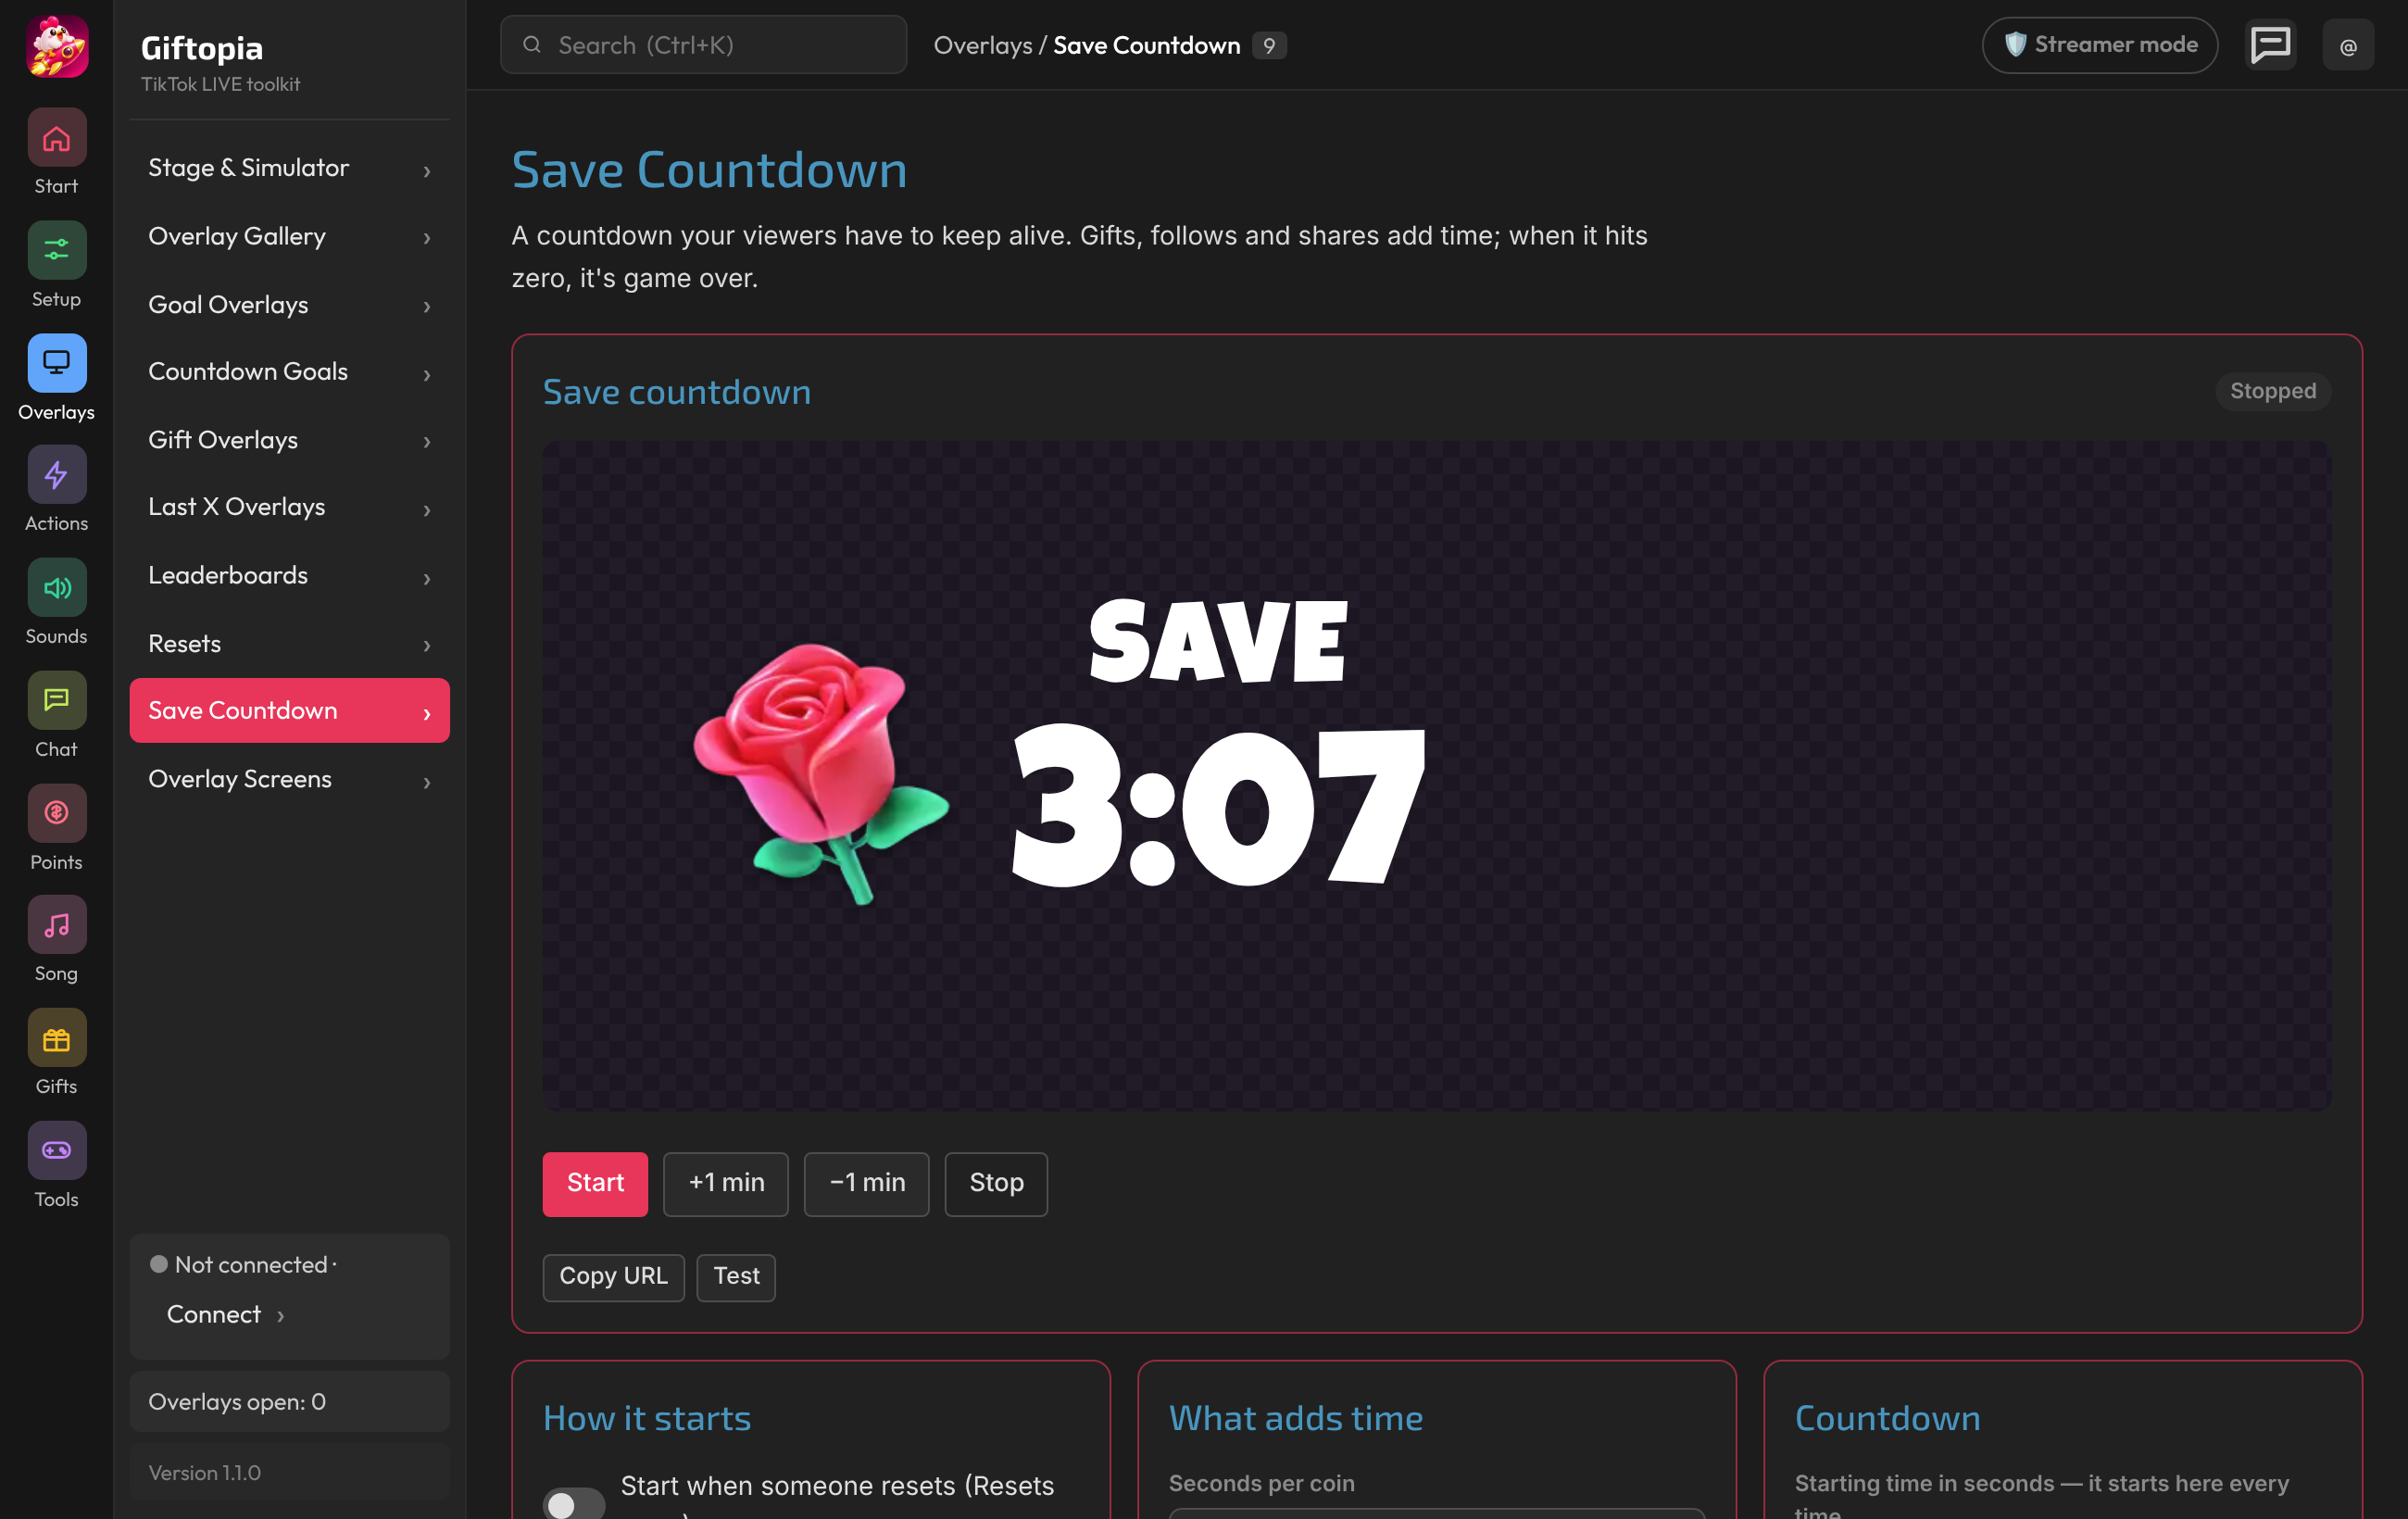 Giftopia
TikTok LIVE toolkit
Start
Setup
Overlays
Actions
Sounds
Chat
Points
Song
Gifts
Tools
Stage & Simulator
Overlay Gallery
Goal Overlays
Countdown Goals
Gift Overlays
Last X Overlays
Leaderboards
Resets
Save Countdown
Overlay Screens
Not connected ·
Connect
Overlays open: 0
Version 1.1.0
Search (Ctrl+K)
Overlays / Save Countdown 9
Streamer mode
@
Save Countdown
A countdown your viewers have to keep alive. Gifts, follows and shares add time; when it hits
zero, it's game over.
Save countdown
Stopped
SAVE
3:07
Start
+1 min
−1 min
Stop
Copy URL
Test
How it starts
Start when someone resets (Resets
What adds time
Seconds per coin
Countdown
Starting time in seconds — it starts here every
time